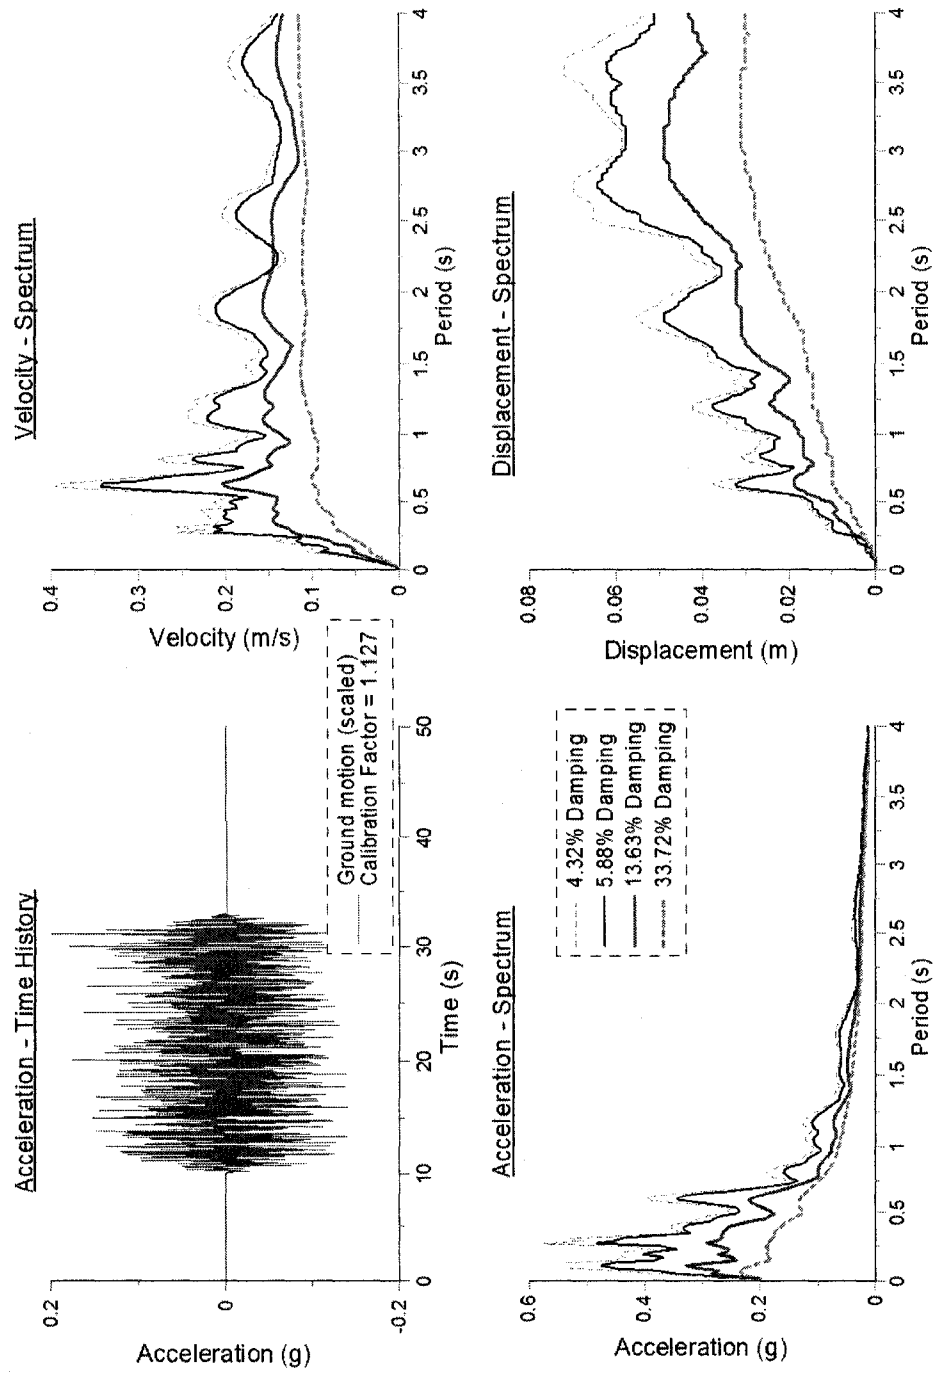 Acceleration - Time History
Acceleration (g)
0.2
0
-0.2
0
10
20
30
40
50
Time (s)
Ground motion (scaled)
Calibration Factor = 1.127
Velocity - Spectrum
Velocity (m/s)
0.4
0.3
0.2
0.1
0
0
0.5
1
1.5
2
2.5
3
3.5
4
Period (s)
Acceleration - Spectrum
Acceleration (g)
0.6
0.4
0.2
0
0
0.5
1
1.5
2
2.5
3
3.5
4
Period (s)
4.32% Damping
5.88% Damping
13.63% Damping
33.72% Damping
Displacement - Spectrum
Displacement (m)
0.08
0.06
0.04
0.02
0
0
0.5
1
1.5
2
2.5
3
3.5
4
Period (s)